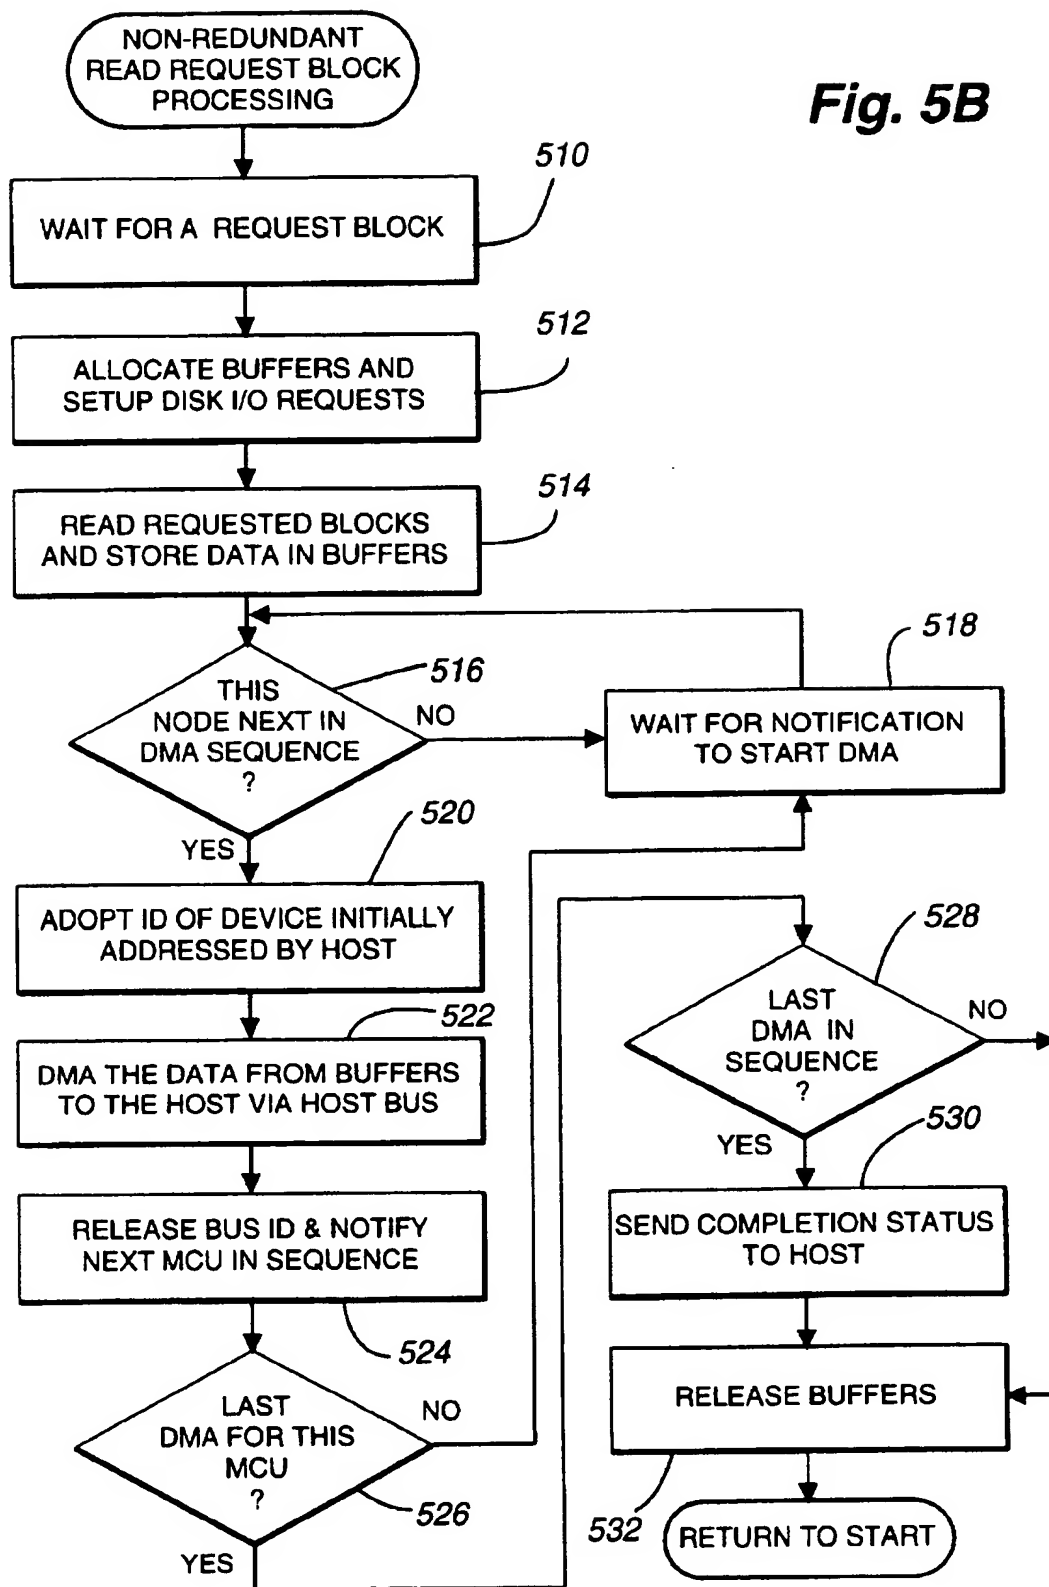 NON-REDUNDANT
READ REQUEST BLOCK
PROCESSING
Fig. 5B
510
WAIT FOR A REQUEST BLOCK
512
ALLOCATE BUFFERS AND
SETUP DISK I/O REQUESTS
514
READ REQUESTED BLOCKS
AND STORE DATA IN BUFFERS
516
THIS
NODE NEXT IN
DMA SEQUENCE
?
NO
518
WAIT FOR NOTIFICATION
TO START DMA
YES
520
ADOPT ID OF DEVICE INITIALLY
ADDRESSED BY HOST
522
DMA THE DATA FROM BUFFERS
TO THE HOST VIA HOST BUS
RELEASE BUS ID & NOTIFY
NEXT MCU IN SEQUENCE
524
LAST
DMA FOR THIS
MCU
?
NO
526
YES
528
LAST
DMA IN
SEQUENCE
?
NO
YES
530
SEND COMPLETION STATUS
TO HOST
RELEASE BUFFERS
532
RETURN TO START